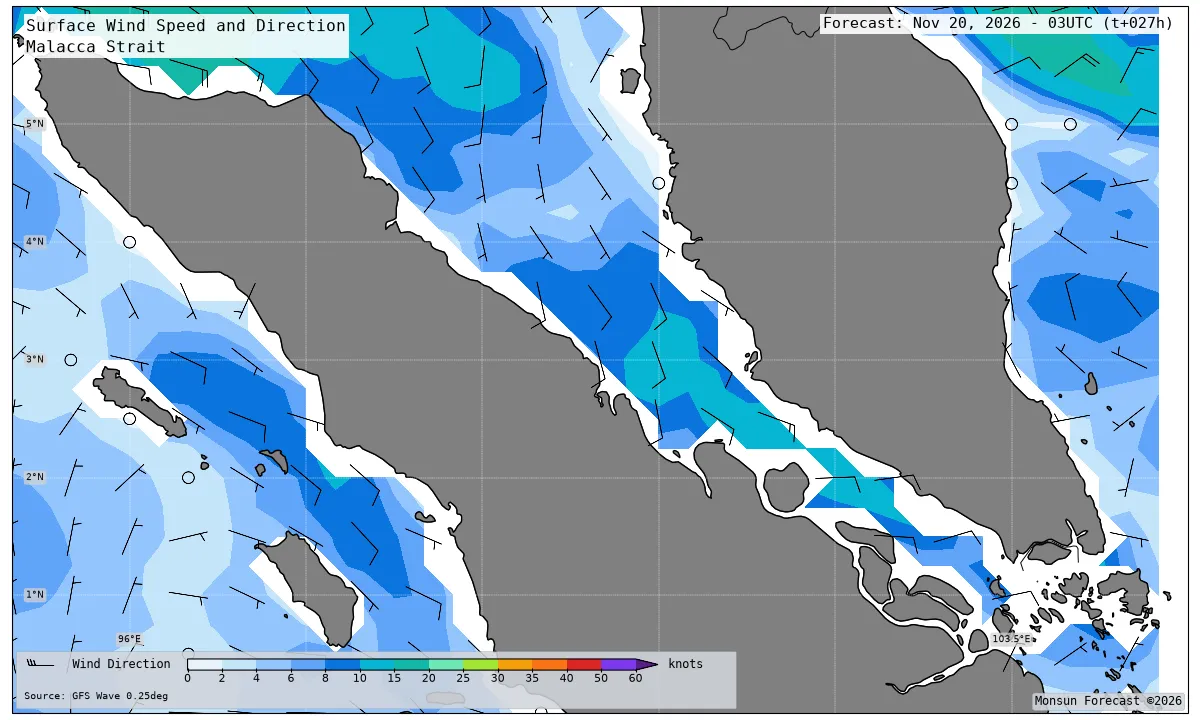 Surface Wind Speed and Direction
Malacca Strait
Forecast: Nov 20, 2026 - 03UTC (t+027h)
5°N
4°N
3°N
2°N
1°N
96°E
103.5°E
Wind Direction
0 2 4 6 8 10 15 20 25 30 35 40 50 60
knots
Source: GFS Wave 0.25deg
Monsun Forecast ©2026